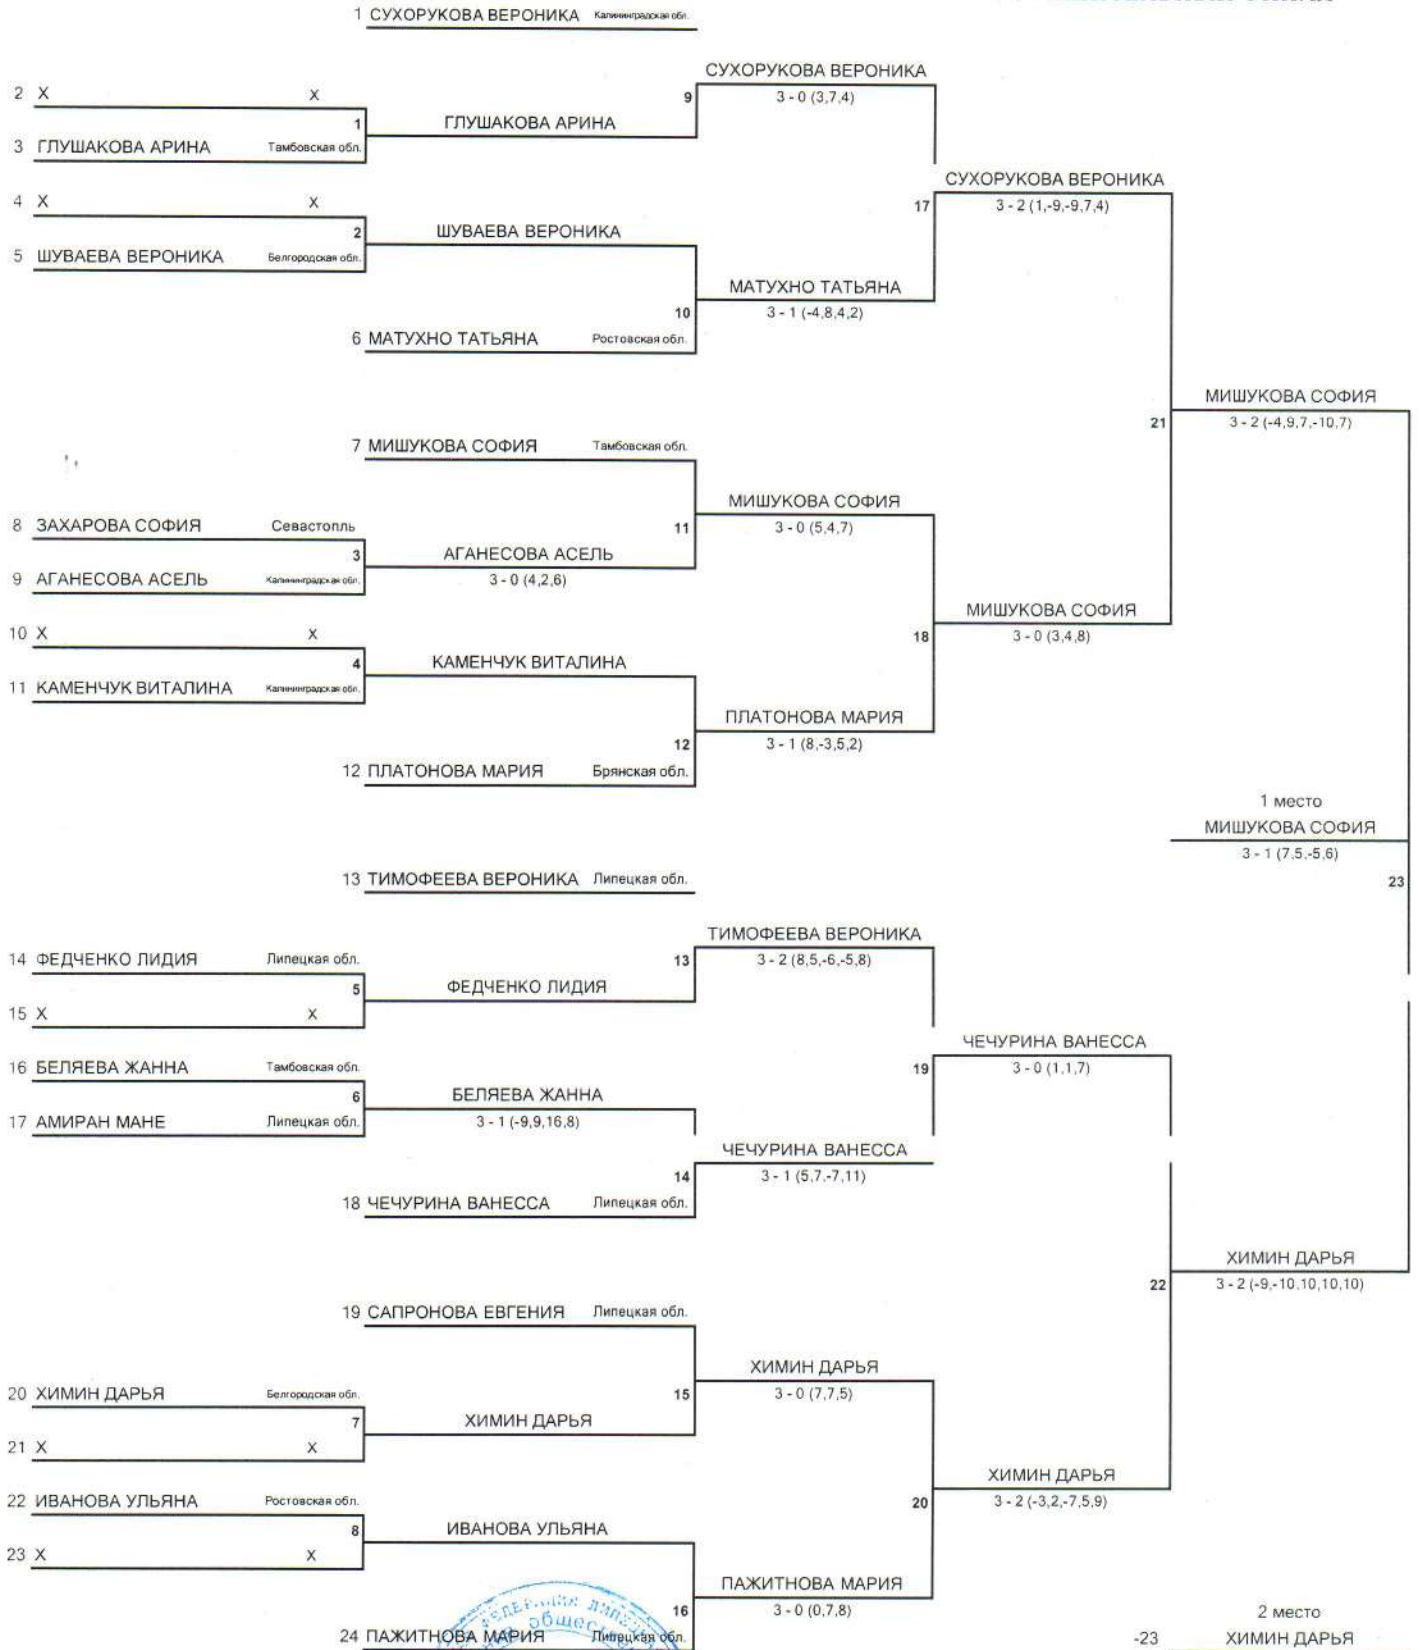 1 СУХОРУКОВА ВЕРОНИКА Калининградская обл.
СУХОРУКОВА ВЕРОНИКА
2 X X
9 3 - 0 (3,7,4)
1 ГЛУШАКОВА АРИНА
3 ГЛУШАКОВА АРИНА Тамбовская обл.
СУХОРУКОВА ВЕРОНИКА
4 X X
17 3 - 2 (1,-9,-9,7,4)
2 ШУВАЕВА ВЕРОНИКА
5 ШУВАЕВА ВЕРОНИКА Белгородская обл.
МАТУХНО ТАТЬЯНА
10 3 - 1 (-4,8,4,2)
6 МАТУХНО ТАТЬЯНА Ростовская обл.
МИШУКОВА СОФИЯ
21 3 - 2 (-4,9,7,-10,7)
7 МИШУКОВА СОФИЯ Тамбовская обл.
МИШУКОВА СОФИЯ
8 ЗАХАРОВА СОФИЯ Севастопль
11 3 - 0 (5,4,7)
3 АГАНЕСОВА АСЕЛЬ
9 АГАНЕСОВА АСЕЛЬ Калининградская обл.
3 - 0 (4,2,6)
МИШУКОВА СОФИЯ
10 X X
18 3 - 0 (3,4,8)
4 КАМЕНЧУК ВИТАЛИНА
11 КАМЕНЧУК ВИТАЛИНА Калининградская обл.
ПЛАТОНОВА МАРИЯ
12 3 - 1 (8,-3,5,2)
12 ПЛАТОНОВА МАРИЯ Брянская обл.
1 место
МИШУКОВА СОФИЯ
3 - 1 (7,5,-5,6)
13 ТИМОФЕЕВА ВЕРОНИКА Липецкая обл.
23
ТИМОФЕЕВА ВЕРОНИКА
14 ФЕДЧЕНКО ЛИДИЯ Липецкая обл.
13 3 - 2 (8,5,-6,-5,8)
5 ФЕДЧЕНКО ЛИДИЯ
15 X X
ЧЕЧУРИНА ВАНЕССА
16 БЕЛЯЕВА ЖАННА Тамбовская обл.
19 3 - 0 (1,1,7)
6 БЕЛЯЕВА ЖАННА
17 АМИРАН МАНЕ Липецкая обл.
3 - 1 (-9,9,16,8)
ЧЕЧУРИНА ВАНЕССА
14 3 - 1 (5,7,-7,11)
18 ЧЕЧУРИНА ВАНЕССА Липецкая обл.
ХИМИН ДАРЬЯ
22 3 - 2 (-9,-10,10,10,10)
19 САПРОНОВА ЕВГЕНИЯ Липецкая обл.
ХИМИН ДАРЬЯ
20 ХИМИН ДАРЬЯ Белгородская обл.
15 3 - 0 (7,7,5)
7 ХИМИН ДАРЬЯ
21 X X
ХИМИН ДАРЬЯ
22 ИВАНОВА УЛЬЯНА Ростовская обл.
20 3 - 2 (-3,2,-7,5,9)
8 ИВАНОВА УЛЬЯНА
23 X X
ПАЖИТНОВА МАРИЯ
16 3 - 0 (0,7,8)
2 место
24 ПАЖИТНОВА МАРИЯ Липецкая обл.
-23 ХИМИН ДАРЬЯ